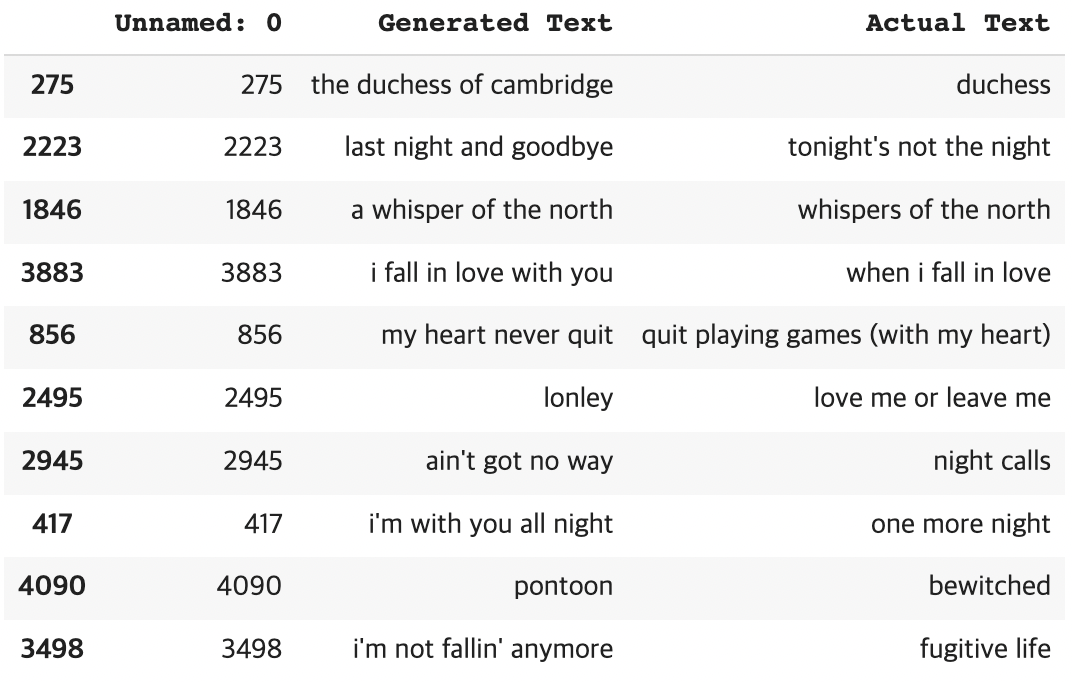 Unnamed: 0 Generated Text Actual Text
275 275 the duchess of cambridge duchess
2223 2223 last night and goodbye tonight's not the night
1846 1846 a whisper of the north whispers of the north
3883 3883 i fall in love with you when i fall in love
856 856 my heart never quit quit playing games (with my heart)
2495 2495 lonley love me or leave me
2945 2945 ain't got no way night calls
417 417 i'm with you all night one more night
4090 4090 pontoon bewitched
3498 3498 i'm not fallin' anymore fugitive life